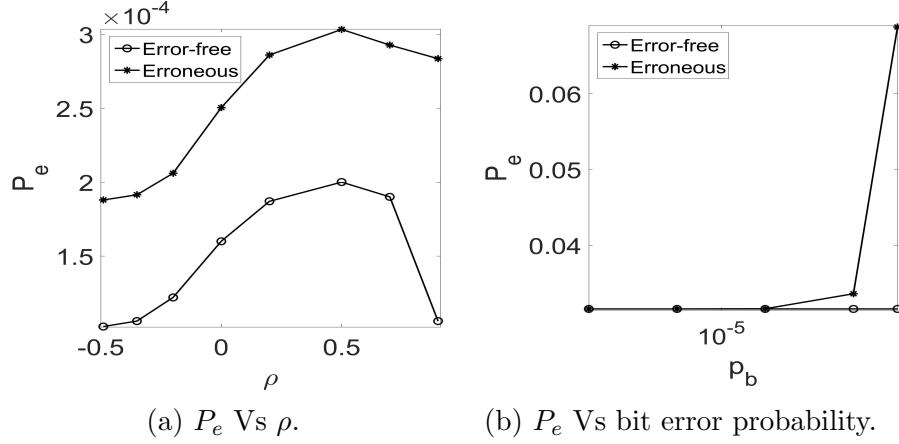 ×10⁻⁴
3
2.5
2
1.5
-0.5 0 0.5
P_e
ρ
Error-free
Erroneous
(a) P_e Vs ρ.
0.06
0.05
0.04
10⁻⁵
P_e
p_b
Error-free
Erroneous
(b) P_e Vs bit error probability.